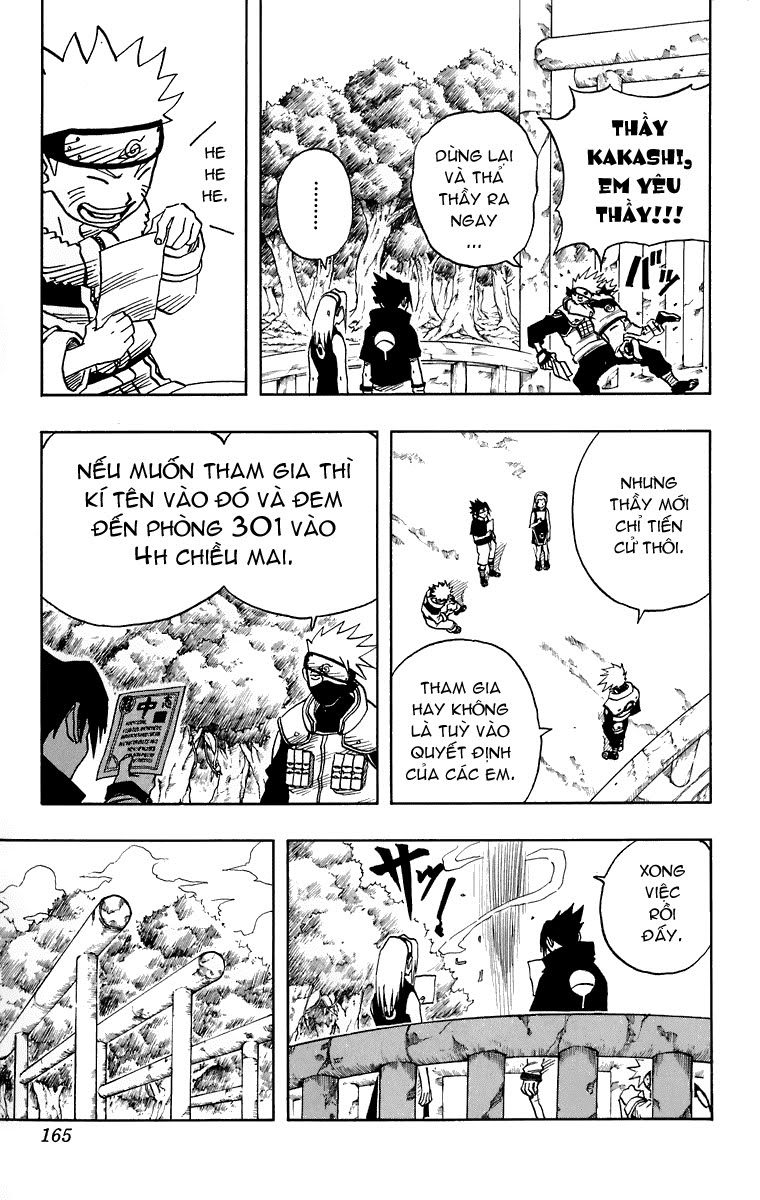 THẦY
KAKASHI,
EM YÊU
THẦY!!!
DỪNG LẠI
VÀ THẢ
THẦY RA
NGAY
...
.........
HE
HE
HE.
NHƯNG
THẦY MỚI
CHỈ TIẾN
CỬ THÔI.
THAM GIA
HAY KHÔNG
LÀ TUỲ VÀO
QUYẾT ĐỊNH
CỦA CÁC EM.
NẾU MUỐN THAM GIA THÌ
KÍ TÊN VÀO ĐÓ VÀ ĐEM
ĐẾN PHÒNG 301 VÀO
4H CHIỀU MAI.
中
XONG
VIỆC
RỒI
ĐẤY.
サッ!
165